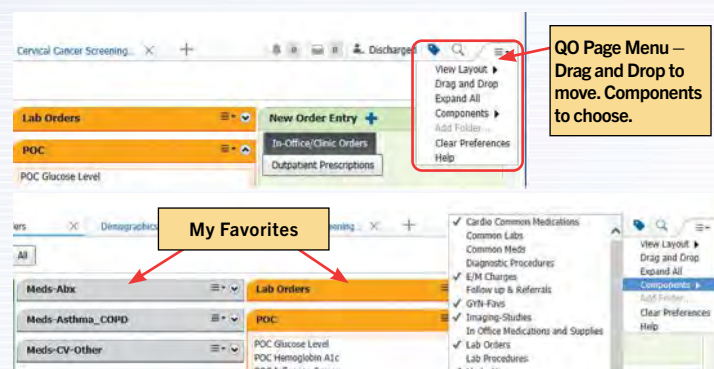 Cervical Cancer Screening...
Discharged
QO Page Menu –
Drag and Drop to
move. Components
to choose.
View Layout
Drag and Drop
Expand All
Components
Add Folder...
Clear Preferences
Help
Lab Orders
New Order Entry
POC
In-Office/Clinic Orders
Outpatient Prescriptions
POC Glucose Level
My Favorites
Demographics
All
Cardio Common Medications
Common Labs
Common Meds
Diagnostic Procedures
E/M Charges
Follow up & Referrals
GYN-Favs
Imaging-Studies
In Office Medications and Supplies
Lab Orders
Lab Procedures
View Layout
Drag and Drop
Expand All
Components
Add Folder...
Clear Preferences
Help
Meds-Abx
Lab Orders
Meds-Asthma_COPD
POC
Meds-CV-Other
POC Glucose Level
POC Hemoglobin A1c